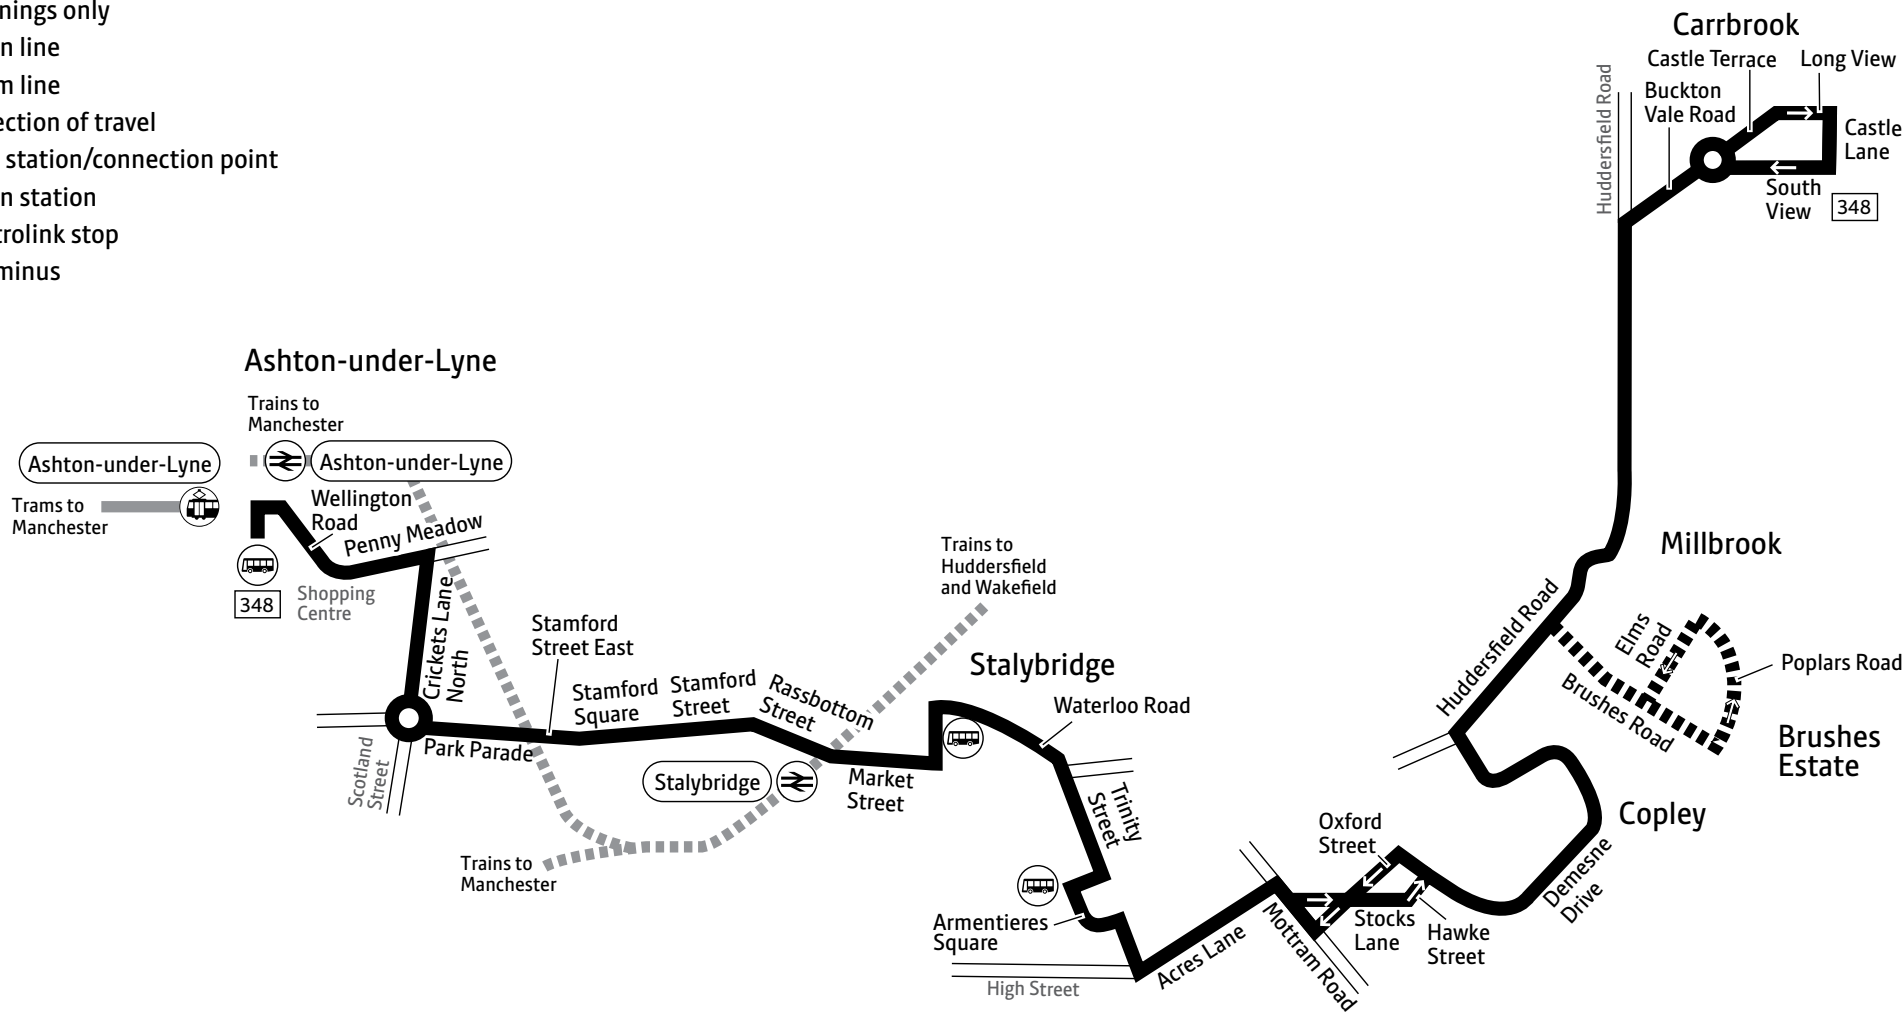 nings only
n line
m line
ection of travel
station/connection point
n station
trolink stop
minus
Carrbrook
Castle Terrace
Long View
Buckton
Vale Road
Huddersfield Road
Castle
Lane
South
View
348
Ashton-under-Lyne
Trains to
Manchester
Ashton-under-Lyne
Ashton-under-Lyne
Trams to
Manchester
Wellington
Road
Penny Meadow
348
Shopping
Centre
Crickets Lane
North
Scotland
Street
Park Parade
Stamford
Street East
Stamford
Square
Stamford
Street
Rassbottom
Street
Trains to
Huddersfield
and Wakefield
Stalybridge
Waterloo Road
Stalybridge
Market
Street
Trains to
Manchester
Trinity
Street
Armentieres
Square
High Street
Acres Lane
Mottram Road
Oxford
Street
Stocks
Lane
Hawke
Street
Demesne
Drive
Copley
Huddersfield Road
Millbrook
Elms
Road
Brushes Road
Poplars Road
Brushes
Estate